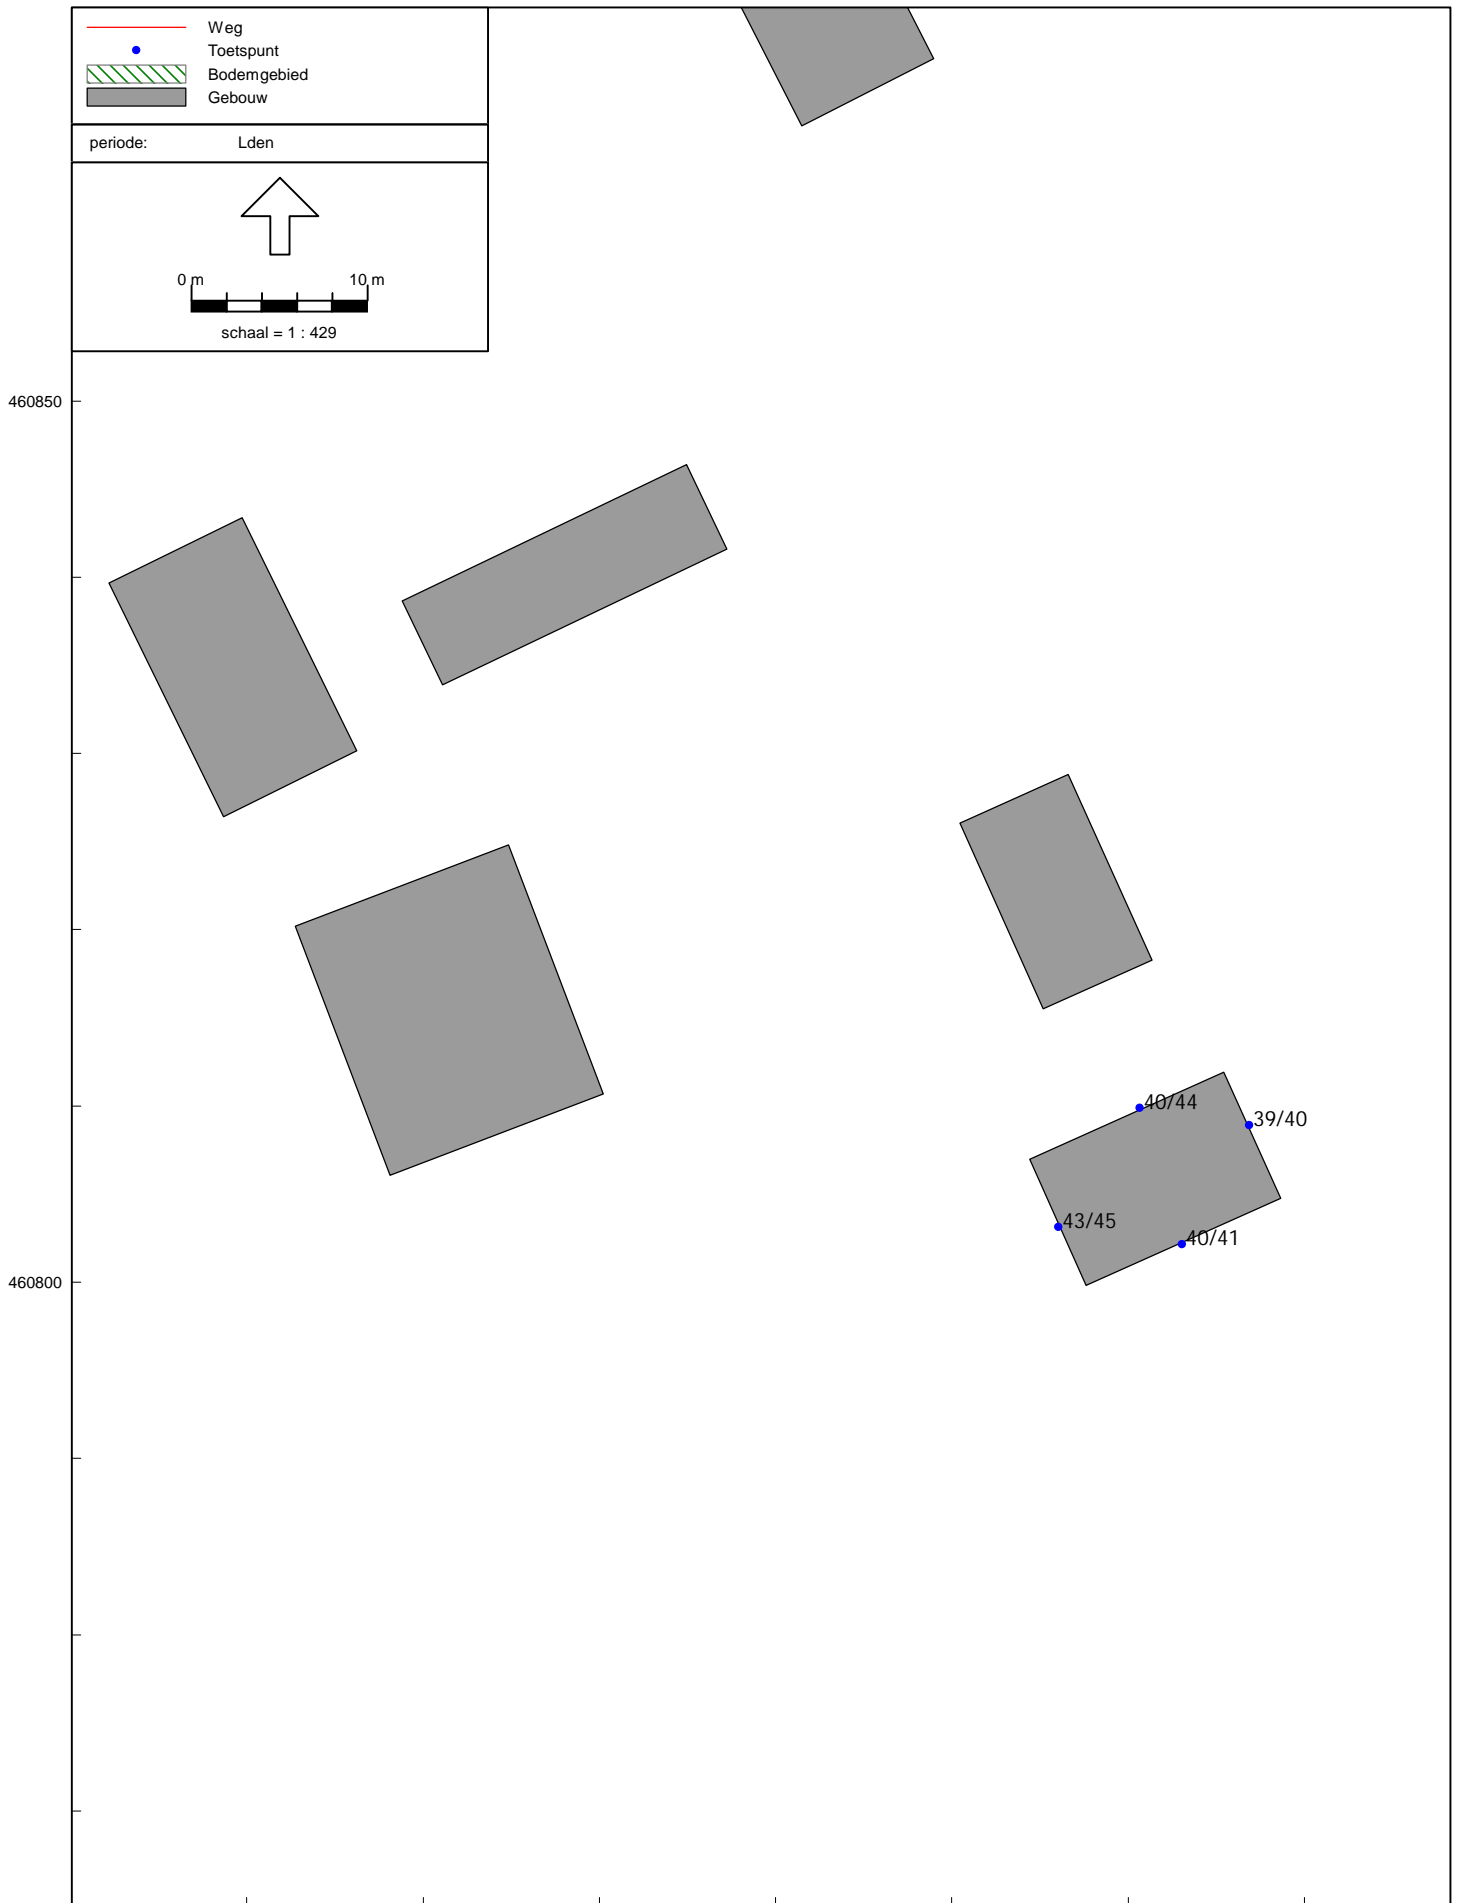 Weg
Toetspunt
Bodemgebied
Gebouw
periode: Lden
0 m 10 m
schaal = 1 : 429
460850
40/44
39/40
43/45
40/41
460800